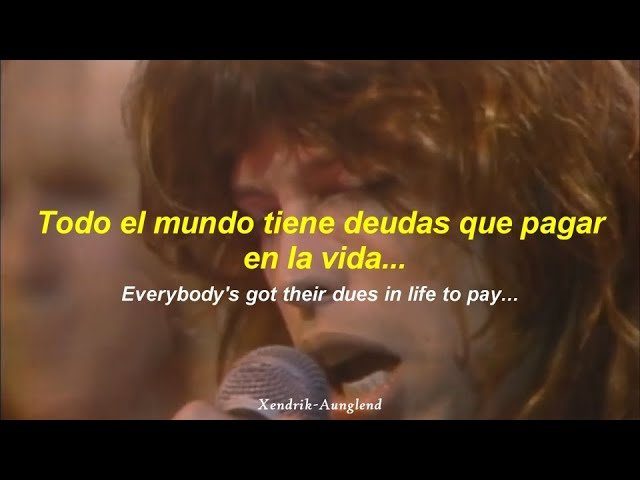 Todo el mundo tiene deudas que pagar
en la vida...
Everybody's got their dues in life to pay...
Xendrik-Aunglend